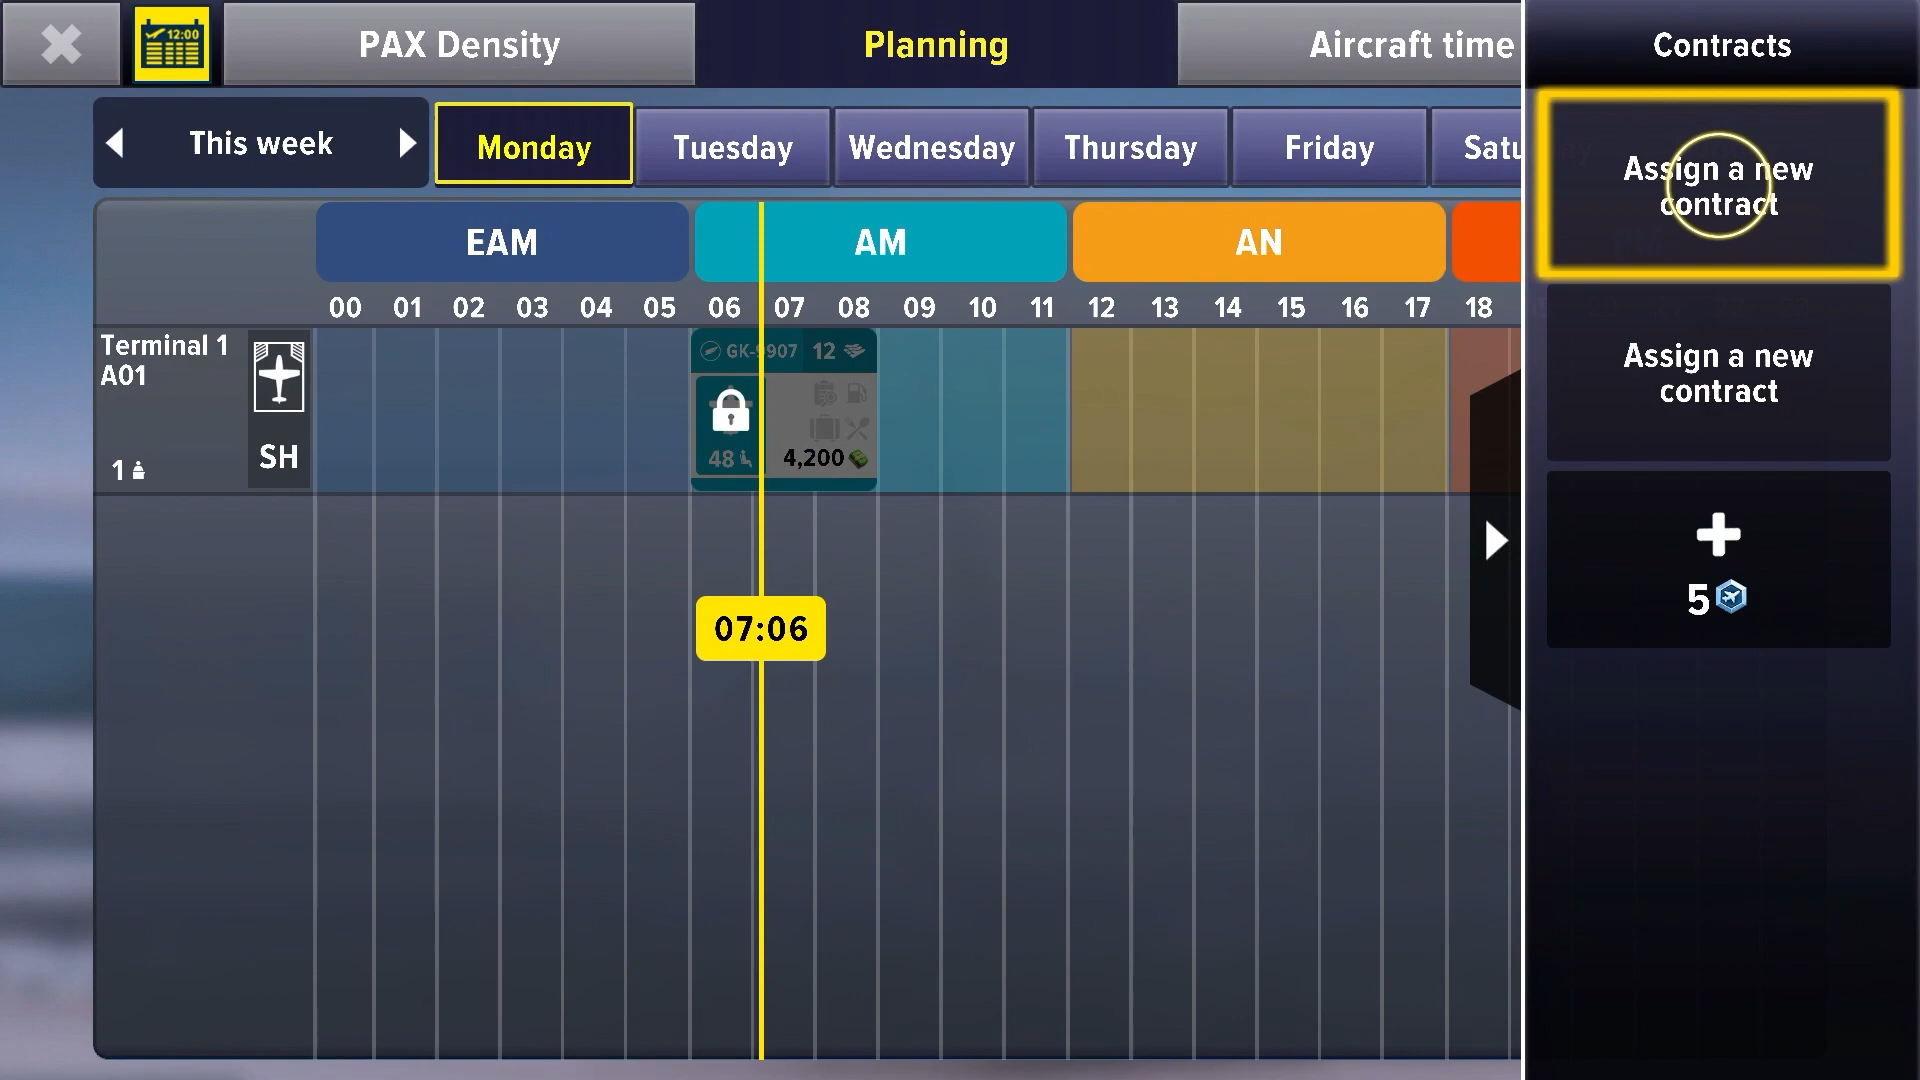 12:00
PAX Density
Planning
Aircraft time
Contracts
This week
Monday
Tuesday
Wednesday
Thursday
Friday
Satu
Assign a new
contract
EAM
AM
AN
00 01 02 03 04 05 06 07 08 09 10 11 12 13 14 15 16 17 18
Terminal 1
A01
1
SH
GK-9907 12
48
4,200
Assign a new
contract
5
07:06